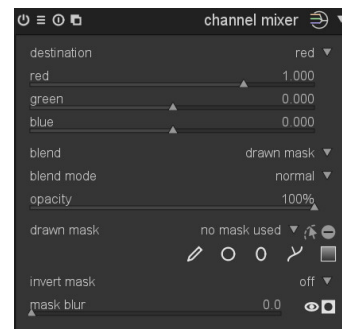 channel mixer
destination red
red 1.000
green 0.000
blue 0.000
blend drawn mask
blend mode normal
opacity 100%
drawn mask no mask used
invert mask off
mask blur 0.0